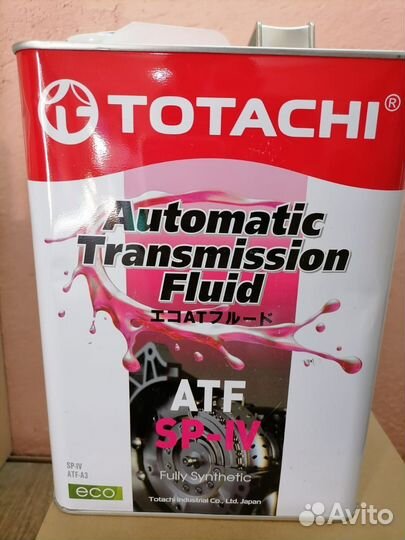 TOTACHI®
Automatic
Transmission
Fluid
エコATフルード
ATF
SP-IV
SP-IV
ATF-A3
Fully Synthetic
eco
Totachi Industrial Co., Ltd. Japan
Avito